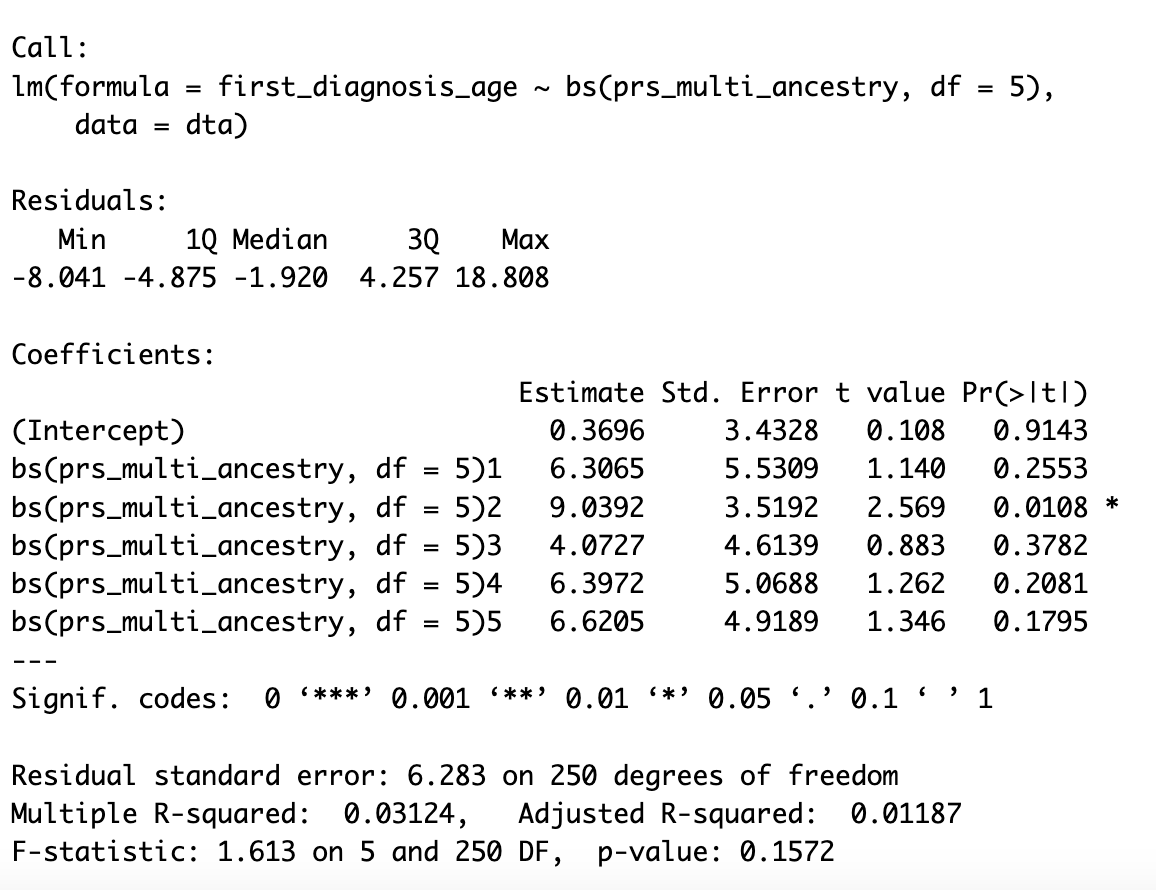 Call:
lm(formula = first_diagnosis_age ~ bs(prs_multi_ancestry, df = 5),
    data = dta)
Residuals:
   Min     1Q Median     3Q    Max
-8.041 -4.875 -1.920  4.257 18.808
Coefficients:
                                Estimate Std. Error t value Pr(>|t|)
(Intercept)                       0.3696     3.4328   0.108   0.9143
bs(prs_multi_ancestry, df = 5)1   6.3065     5.5309   1.140   0.2553
bs(prs_multi_ancestry, df = 5)2   9.0392     3.5192   2.569   0.0108 *
bs(prs_multi_ancestry, df = 5)3   4.0727     4.6139   0.883   0.3782
bs(prs_multi_ancestry, df = 5)4   6.3972     5.0688   1.262   0.2081
bs(prs_multi_ancestry, df = 5)5   6.6205     4.9189   1.346   0.1795
---
Signif. codes:  0 ‘***’ 0.001 ‘**’ 0.01 ‘*’ 0.05 ‘.’ 0.1 ‘ ’ 1
Residual standard error: 6.283 on 250 degrees of freedom
Multiple R-squared:  0.03124,   Adjusted R-squared:  0.01187
F-statistic: 1.613 on 5 and 250 DF,  p-value: 0.1572